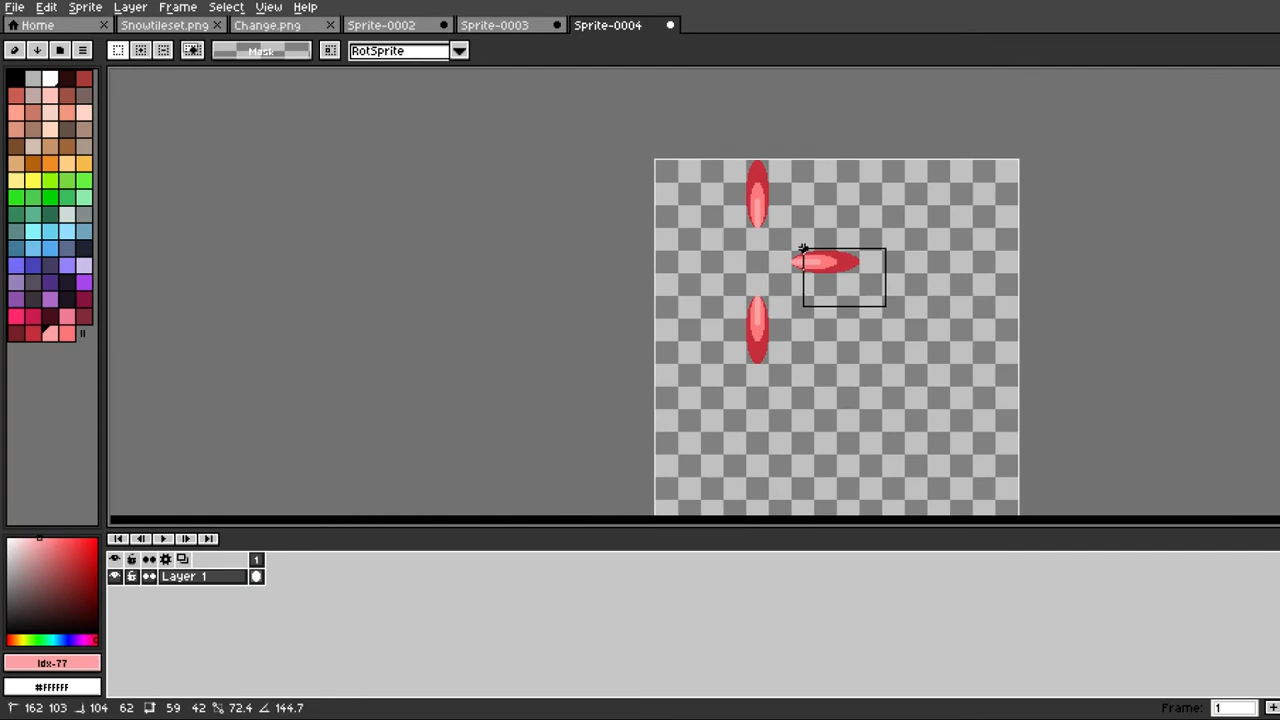 File Edit Sprite Layer Frame Select View Help
Home Snowtileset.png Change.png Sprite-0002 Sprite-0003 Sprite-0004
Mask RotSprite
1
Layer 1
Idx-77
#FFFFFF
162 103 104 62 59 42 72.4 144.7 Frame: 1